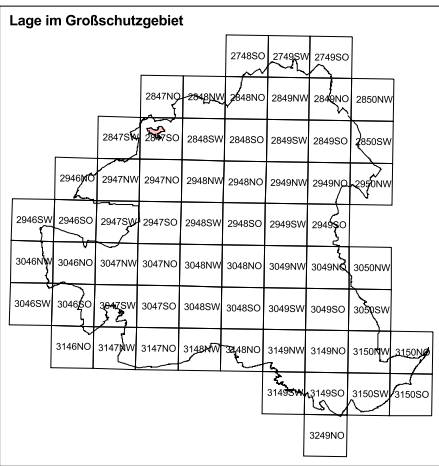 Lage im Großschutzgebiet
2748SO 2749SW 2749SO
2847NO 2848NW 2848NO 2849NW 2849NO 2850NW
2847SW 2847SO 2848SW 2848SO 2849SW 2849SO 2850SW
2946NO 2947NW 2947NO 2948NW 2948NO 2949NW 2949NO 2950NW
2946SW 2946SO 2947SW 2947SO 2948SW 2948SO 2949SW 2949SO
3046NW 3046NO 3047NW 3047NO 3048NW 3048NO 3049NW 3049NO 3050NW
3046SW 3046SO 3047SW 3047SO 3048SW 3048SO 3049SW 3049SO 3050SW
3146NO 3147NW 3147NO 3148NW 3148NO 3149NW 3149NO 3150NW 3150NO
3149SW 3149SO 3150SW 3150SO
3249NO